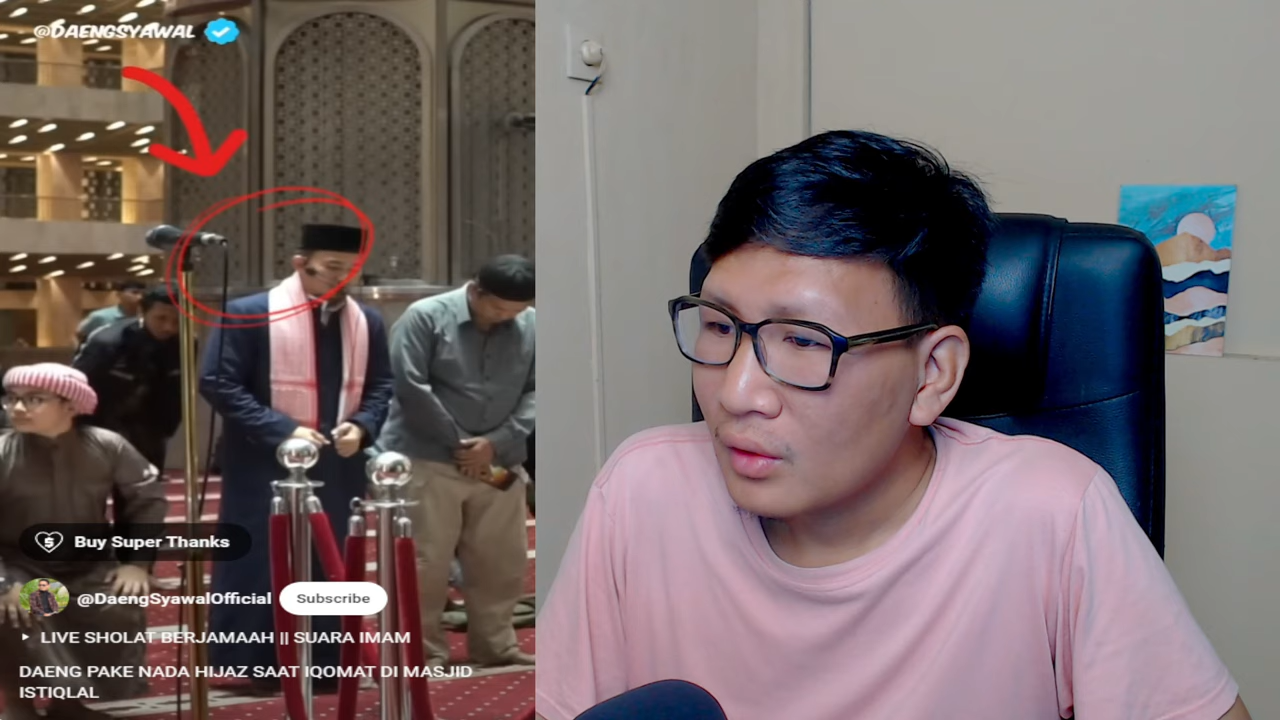 @DAENGSYAWAL
Buy Super Thanks
@DaengSyawalOfficial Subscribe
LIVE SHOLAT BERJAMAAH || SUARA IMAM
DAENG PAKE NADA HIJAZ SAAT IQOMAT DI MASJID
ISTIQLAL